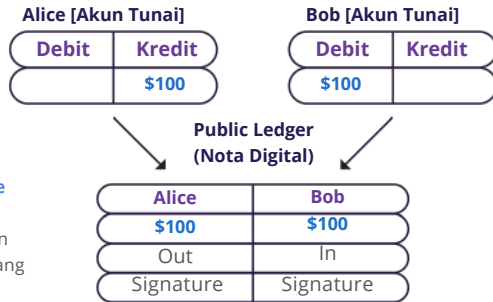 Alice [Akun Tunai] Bob [Akun Tunai]
Debit Kredit Debit Kredit
$100 $100
Public Ledger
(Nota Digital)
Alice Bob
$100 $100
Out In
Signature Signature